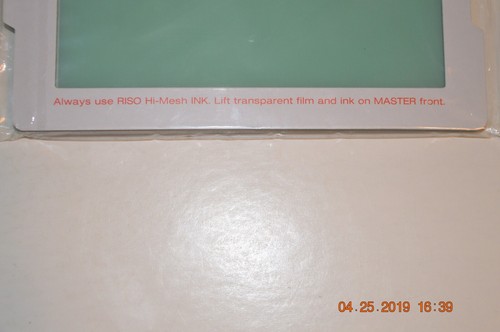 Always use RISO Hi-Mesh INK. Lift transparent film and ink on MASTER front.
04.25.2019 16:39